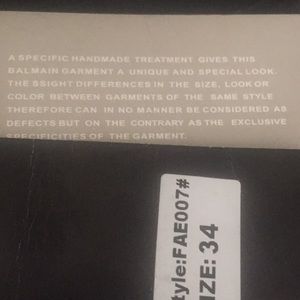 A SPECIFIC HANDMADE TREATMENT GIVES THIS
BALMAIN GARMENT A UNIQUE AND SPECIAL LOOK.
THE SSIGHT DIFFERENCES IN THE SIZE, LOOK OR
COLOR BETWEEN GARMENTS OF THE SAME STYLE
THEREFORE CAN IN NO MANNER BE CONSIDERED AS
DEFECTS BUT ON THE CONTRARY AS THE EXCLUSIVE
SPECIFICITIES OF THE GARMENT.
tyle:FAE007#
IZE: 34